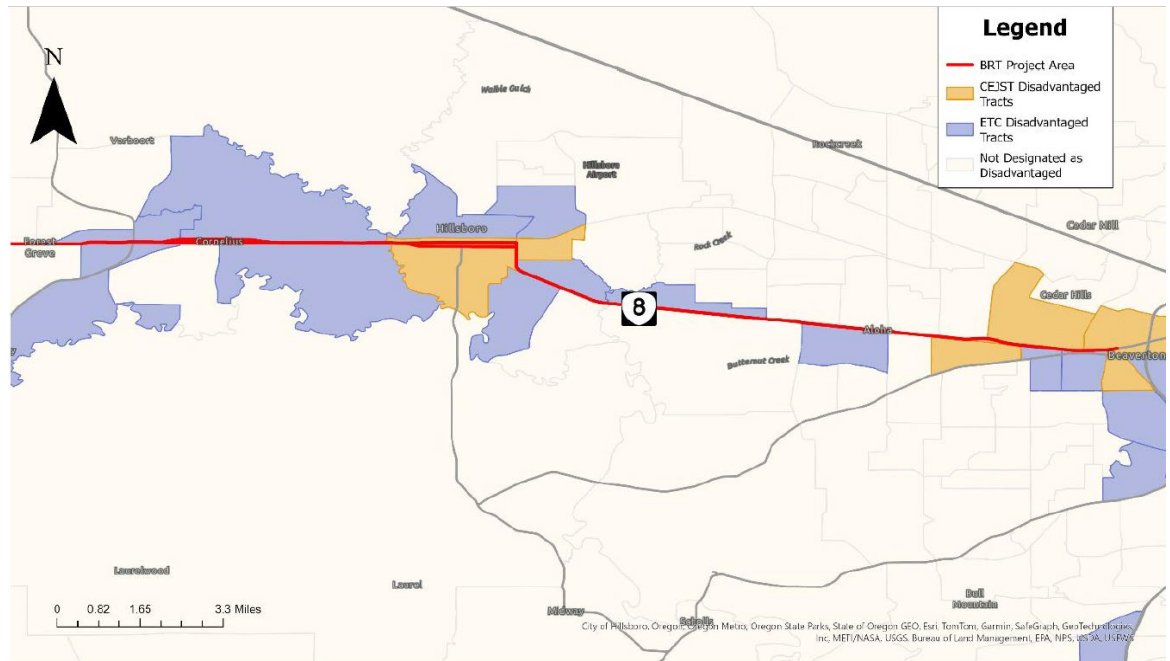 Legend
BRT Project Area
CEJST Disadvantaged
Tracts
ETC Disadvantaged
Tracts
Not Designated as
Disadvantaged
N
Verboort
Waible Gulch
Rockcreek
Hillsboro
Airport
Cedar Mill
Hillsboro
Forest
Grove
Cornelius
Rock Creek
Cedar Hills
8
Aloha
Beaverton
Butternut Creek
Laurelwood
Laurel
Bull
Mountain
Midway
Scholls
0 0.82 1.65 3.3 Miles
City of Hillsboro, Oregon, Oregon Metro, Oregon State Parks, State of Oregon GEO, Esri, TomTom, Garmin, SafeGraph, GeoTechnologies,
Inc, METI/NASA, USGS, Bureau of Land Management, EPA, NPS, USDA, USFWS